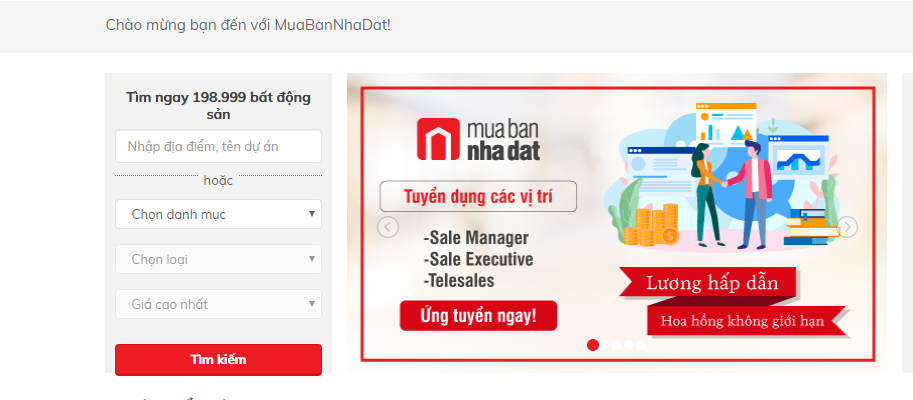 Chào mừng bạn đến với MuaBanNhaDat!
Tìm ngay 198.999 bất động
sản
Nhập địa điểm, tên dự án
hoặc
Chọn danh mục
Chọn loại
Giá cao nhất
Tìm kiếm
mua ban
nha dat
Tuyển dụng các vị trí
-Sale Manager
-Sale Executive
-Telesales
Ứng tuyển ngay!
Lương hấp dẫn
Hoa hồng không giới hạn